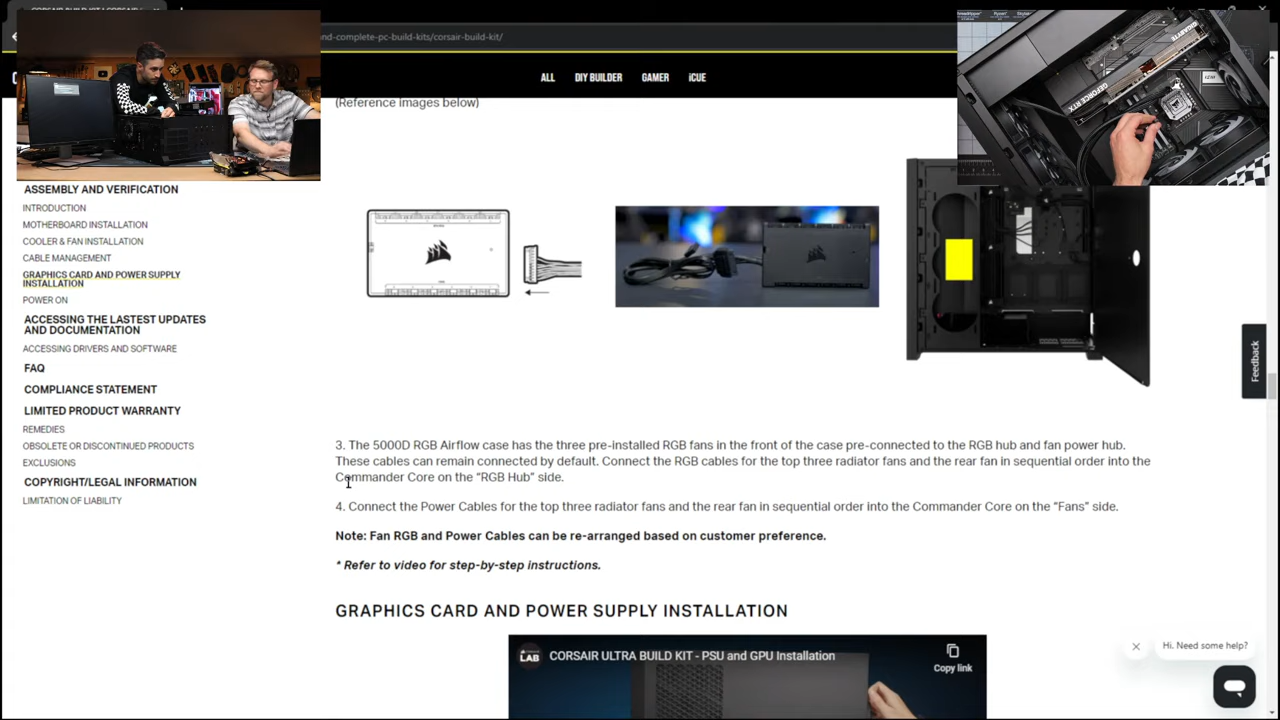 nd-complete-pc-build-kits/corsair-build-kit/
ALL
DIY BUILDER
GAMER
iCUE
GEFORCE RTX
GIGABYTE
(Reference images below)
ASSEMBLY AND VERIFICATION
INTRODUCTION
MOTHERBOARD INSTALLATION
COOLER & FAN INSTALLATION
CABLE MANAGEMENT
GRAPHICS CARD AND POWER SUPPLY
INSTALLATION
POWER ON
ACCESSING THE LASTEST UPDATES
AND DOCUMENTATION
ACCESSING DRIVERS AND SOFTWARE
FAQ
COMPLIANCE STATEMENT
LIMITED PRODUCT WARRANTY
REMEDIES
OBSOLETE OR DISCONTINUED PRODUCTS
EXCLUSIONS
COPYRIGHT/LEGAL INFORMATION
LIMITATION OF LIABILITY
Feedback
3. The 5000D RGB Airflow case has the three pre-installed RGB fans in the front of the case pre-connected to the RGB hub and fan power hub.
These cables can remain connected by default. Connect the RGB cables for the top three radiator fans and the rear fan in sequential order into the
Commander Core on the “RGB Hub” side.
4. Connect the Power Cables for the top three radiator fans and the rear fan in sequential order into the Commander Core on the “Fans” side.
Note: Fan RGB and Power Cables can be re-arranged based on customer preference.
* Refer to video for step-by-step instructions.
GRAPHICS CARD AND POWER SUPPLY INSTALLATION
LAB
CORSAIR ULTRA BUILD KIT - PSU and GPU Installation
Copy link
Hi. Need some help?